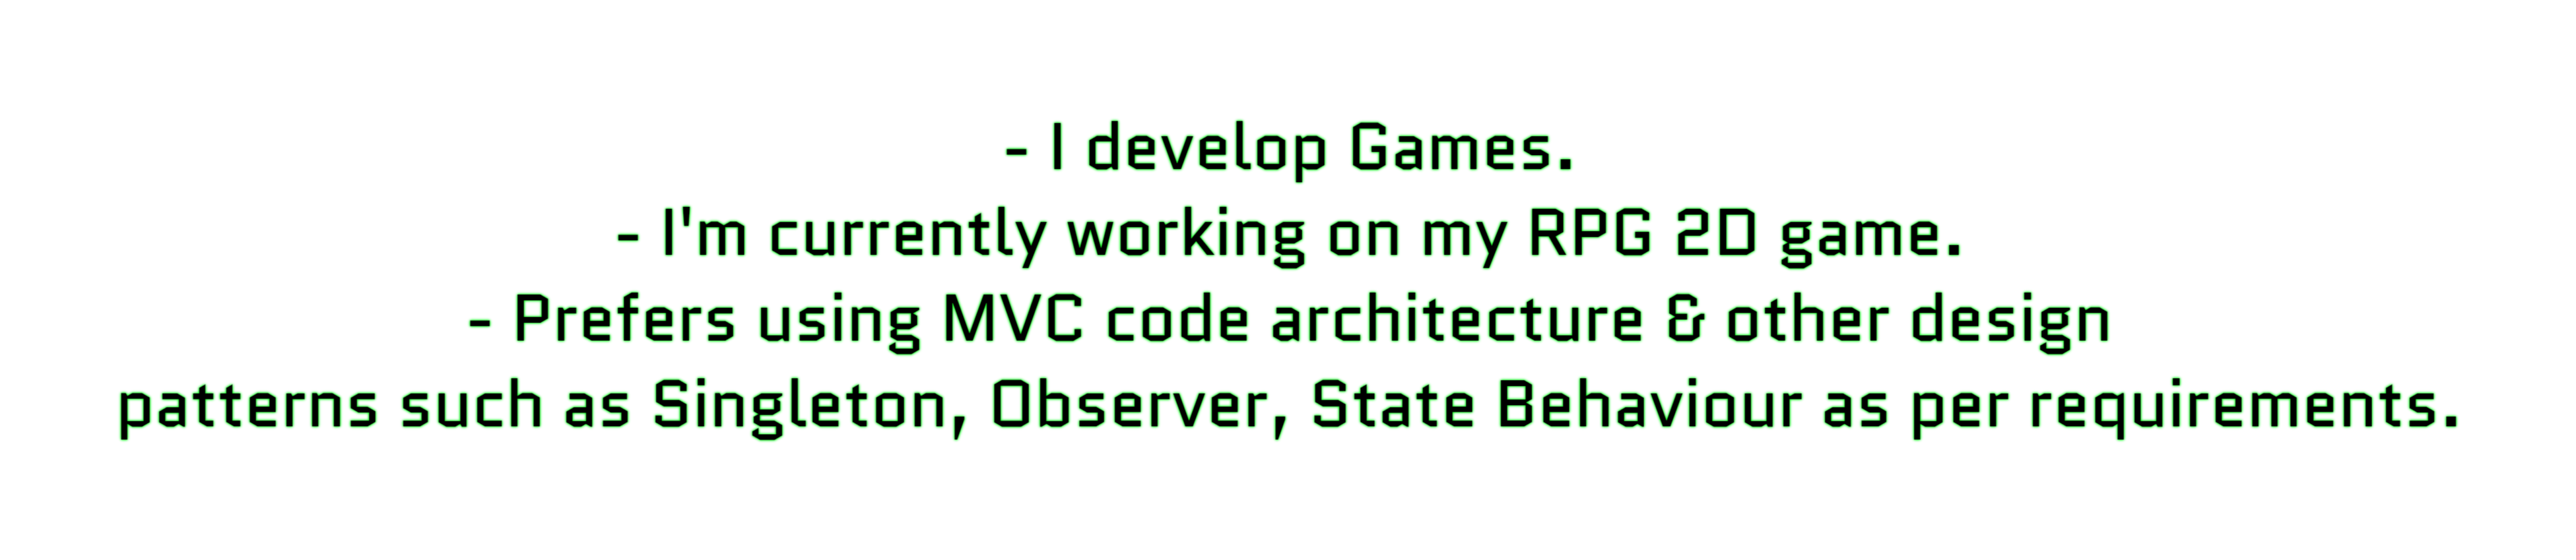 - I develop Games.
- I'm currently working on my RPG 2D game.
- Prefers using MVC code architecture & other design
patterns such as Singleton, Observer, State Behaviour as per requirements.